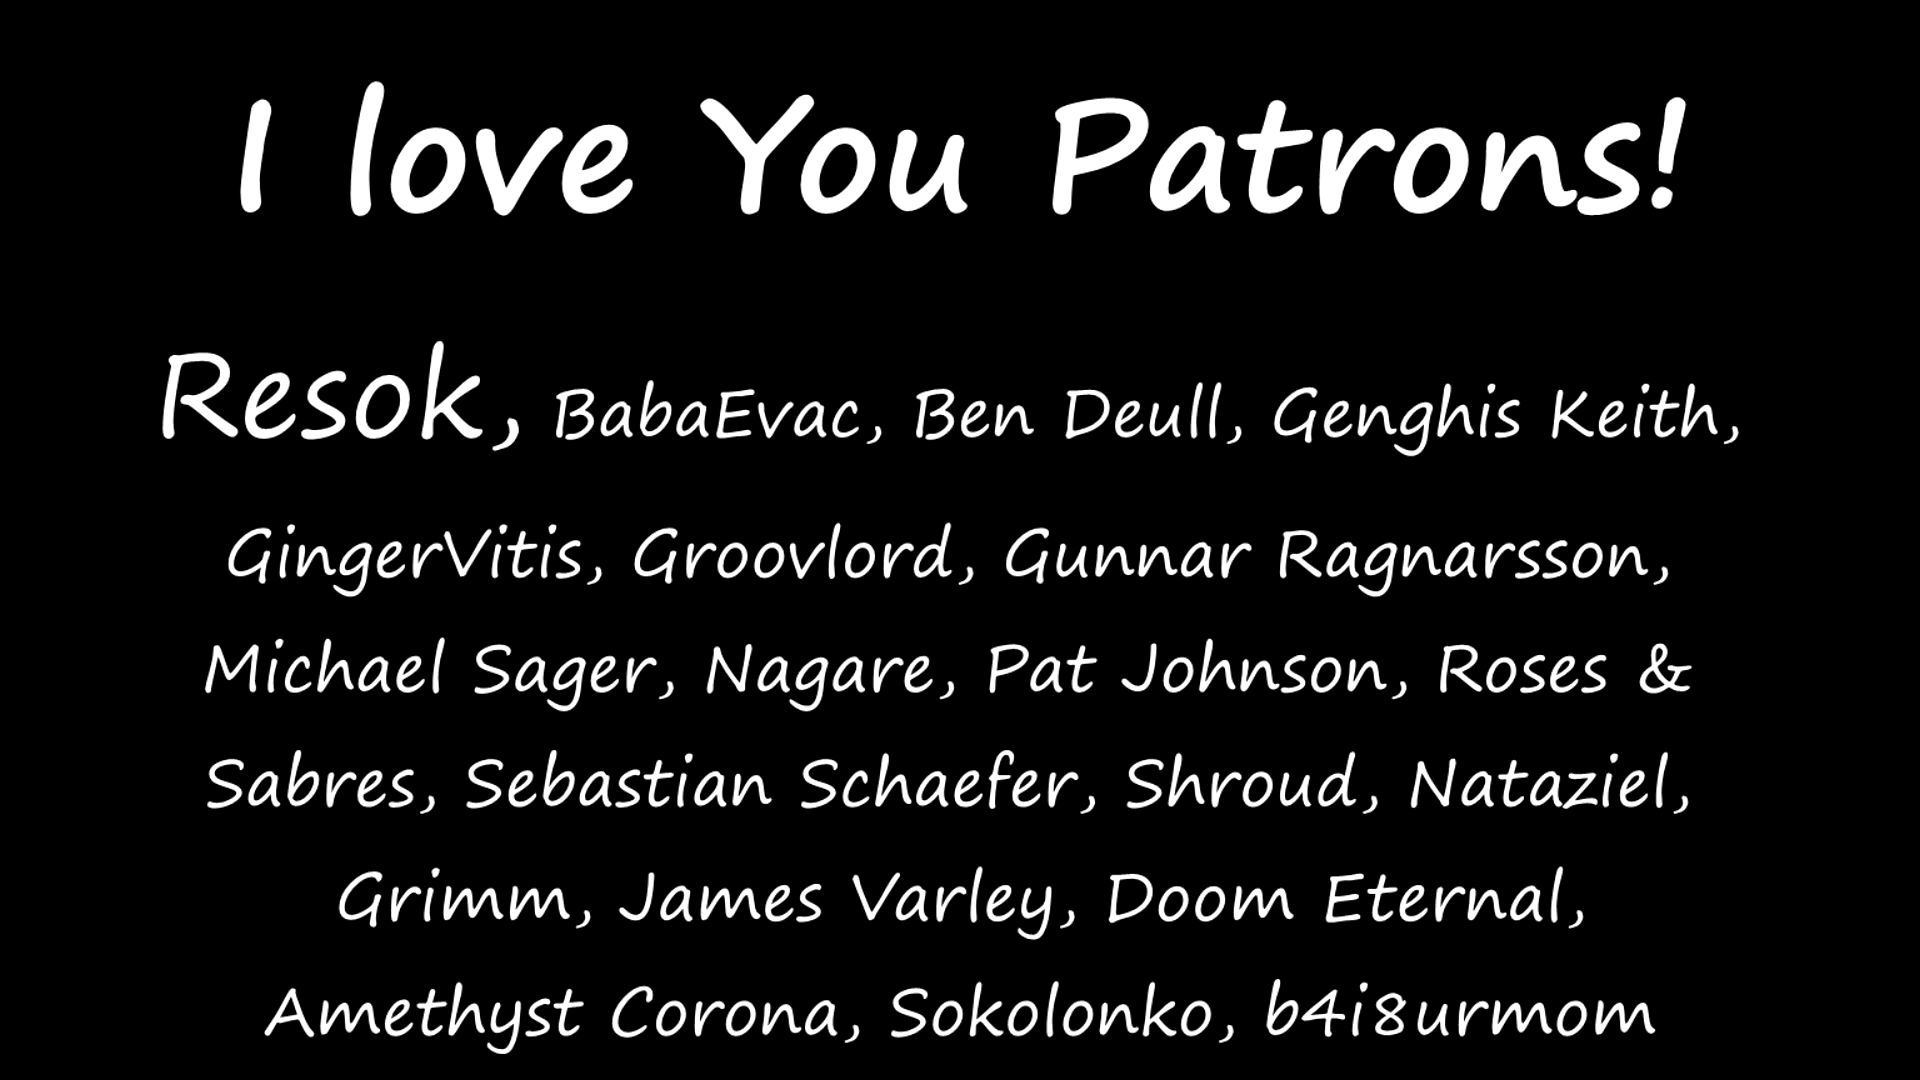 I love You Patrons!
Resok, BabaEvac, Ben Deull, Genghis Keith,
GingerVitis, Groovlord, Gunnar Ragnarsson,
Michael Sager, Nagare, Pat Johnson, Roses &
Sabres, Sebastian Schaefer, Shroud, Nataziel,
Grimm, James Varley, Doom Eternal,
Amethyst Corona, Sokolonko, b4i8urmom